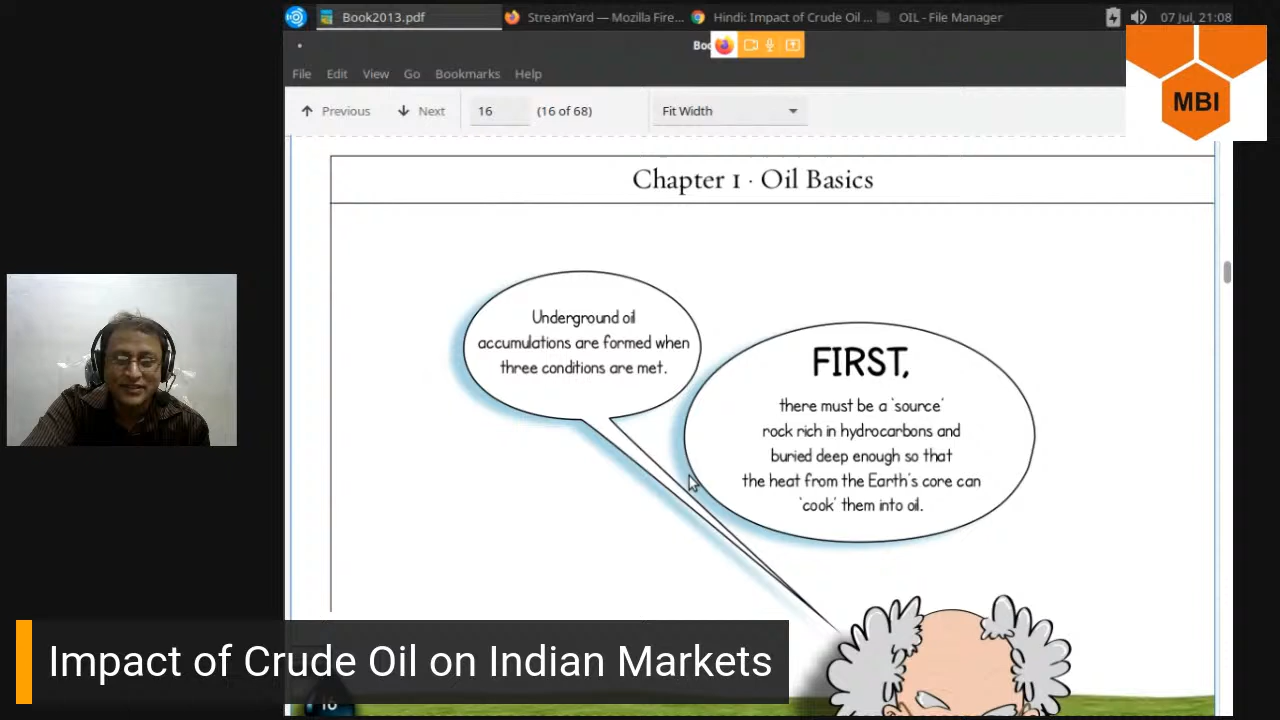 Book2013.pdf
StreamYard — Mozilla Fire...
Hindi: Impact of Crude Oil ...
OIL - File Manager
07 Jul, 21:08
File Edit View Go Bookmarks Help
Previous Next 16 (16 of 68) Fit Width
MBI
Chapter 1 · Oil Basics
Underground oil
accumulations are formed when
three conditions are met.
FIRST,
there must be a 'source'
rock rich in hydrocarbons and
buried deep enough so that
the heat from the Earth's core can
'cook' them into oil.
Impact of Crude Oil on Indian Markets
16